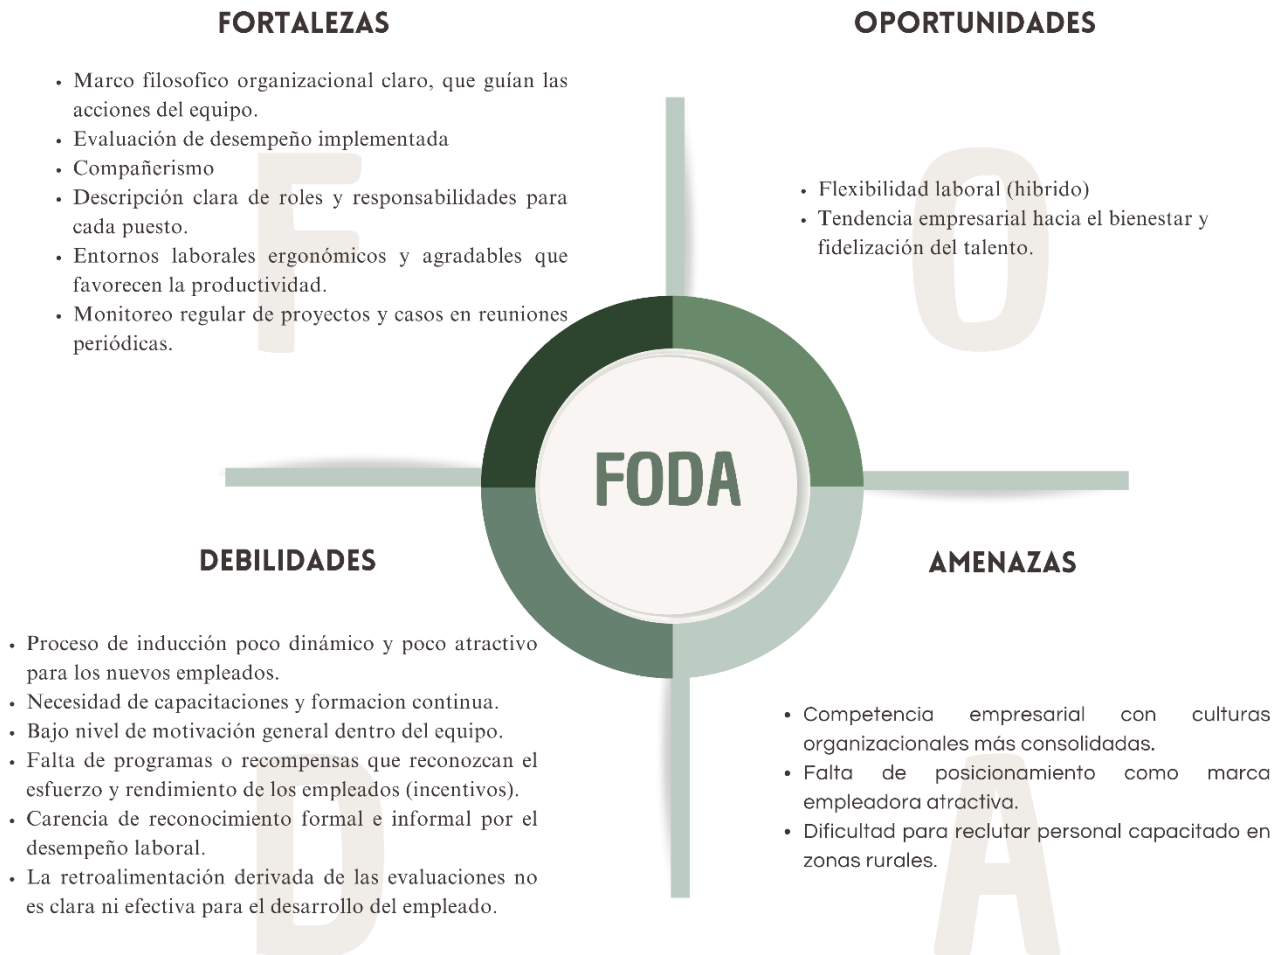 FORTALEZAS
• Marco filosofico organizacional claro, que guían las
acciones del equipo.
• Evaluación de desempeño implementada
• Compañerismo
• Descripción clara de roles y responsabilidades para
cada puesto.
• Entornos laborales ergonómicos y agradables que
favorecen la productividad.
• Monitoreo regular de proyectos y casos en reuniones
periódicas.
F
OPORTUNIDADES
• Flexibilidad laboral (hibrido)
• Tendencia empresarial hacia el bienestar y
fidelización del talento.
O
FODA
DEBILIDADES
• Proceso de inducción poco dinámico y poco atractivo
para los nuevos empleados.
• Necesidad de capacitaciones y formacion continua.
• Bajo nivel de motivación general dentro del equipo.
• Falta de programas o recompensas que reconozcan el
esfuerzo y rendimiento de los empleados (incentivos).
• Carencia de reconocimiento formal e informal por el
desempeño laboral.
• La retroalimentación derivada de las evaluaciones no
es clara ni efectiva para el desarrollo del empleado.
D
AMENAZAS
• Competencia empresarial con culturas
organizacionales más consolidadas.
• Falta de posicionamiento como marca
empleadora atractiva.
• Dificultad para reclutar personal capacitado en
zonas rurales.
A